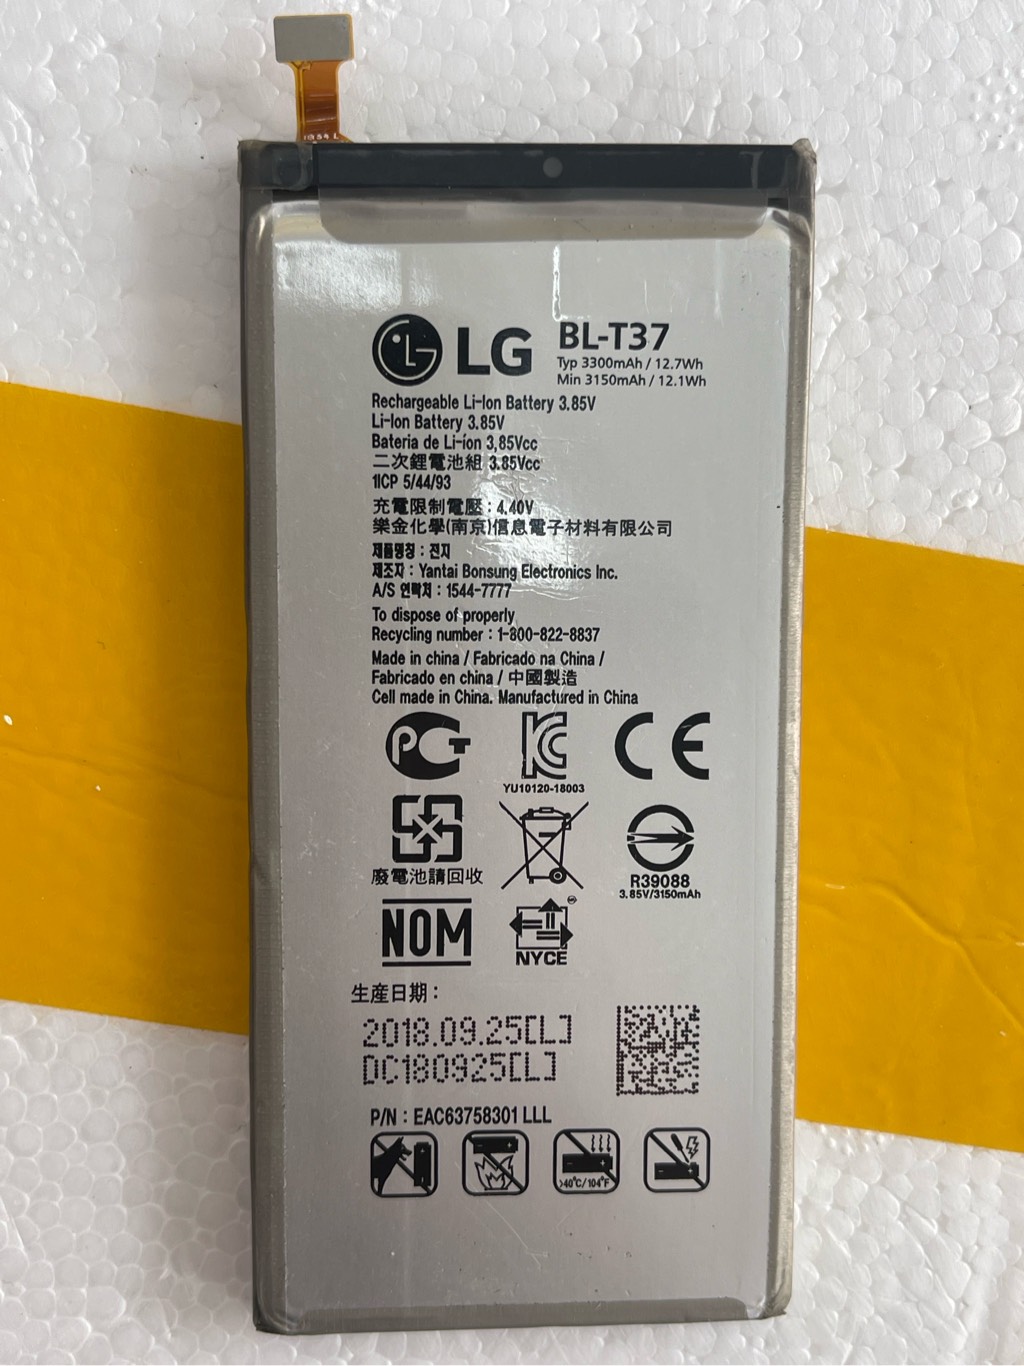 LG
BL-T37
Typ 3300mAh / 12.7Wh
Min 3150mAh / 12.1Wh
Rechargeable Li-Ion Battery 3.85V
Li-Ion Battery 3.85V
Bateria de Li-íon 3,85Vcc
二次鋰電池組 3.85Vcc
1ICP 5/44/93
充電限制電壓 : 4.40V
樂金化學(南京)信息電子材料有限公司
제품명칭 : 전지
제조자 : Yantai Bonsung Electronics Inc.
A/S 연락처 : 1544-7777
To dispose of properly
Recycling number : 1-800-822-8837
Made in china / Fabricado na China /
Fabricado en china / 中國製造
Cell made in China. Manufactured in China
PCT KC CE
YU10120-18003
廢電池請回收
R39088
3.85V/3150mAh
NOM
NYCE
生産日期 :
2018.09.25[L]
DC180925[L]
P/N : EAC63758301 LLL
>40°C/104°F